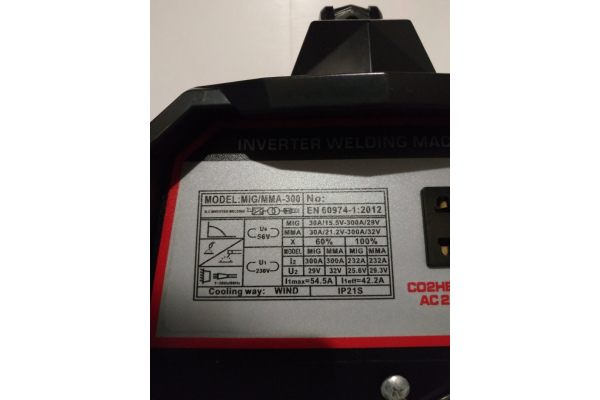 INVERTER WELDING MAC
MODEL:MIG/MMA-300 No:
EN 60974-1:2012
U₀ 56V
MIG 30A/15.5V-300A/29V
MMA 30A/21.2V-300A/32V
X 60% 100%
MODEL MIG MMA MIG MMA
U₁ 230V
I₂ 300A 300A 232A 232A
U₂ 29V 32V 25.6V 29.3V
I₁max=54.5A I₁eff=42.2A
Cooling way: WIND IP21S
CO2HE
AC 2